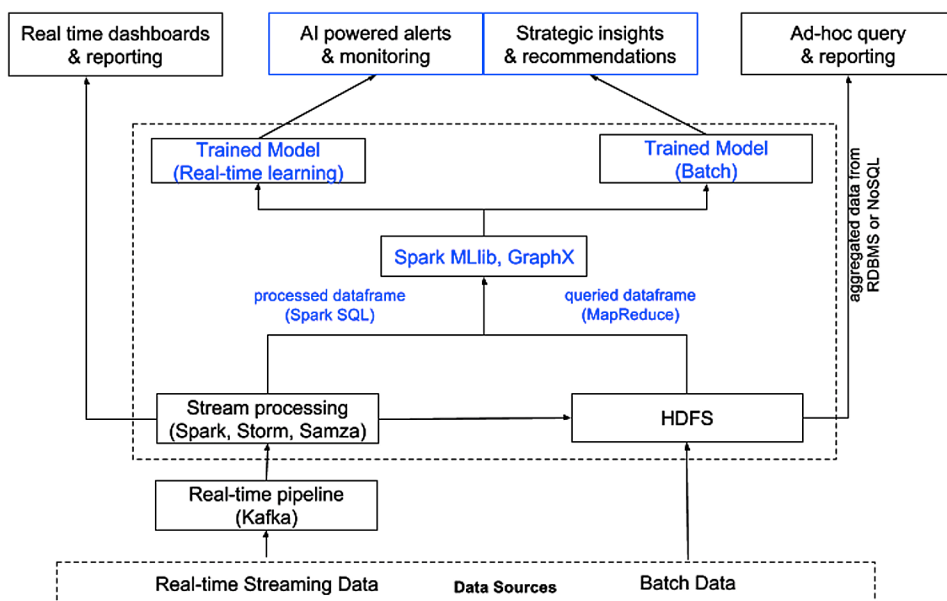 Real time dashboards
& reporting
AI powered alerts
& monitoring
Strategic insights
& recommendations
Ad-hoc query
& reporting
Trained Model
(Real-time learning)
Trained Model
(Batch)
aggregated data from
RDBMS or NoSQL
Spark MLlib, GraphX
processed dataframe
(Spark SQL)
queried dataframe
(MapReduce)
Stream processing
(Spark, Storm, Samza)
HDFS
Real-time pipeline
(Kafka)
Real-time Streaming Data
Data Sources
Batch Data